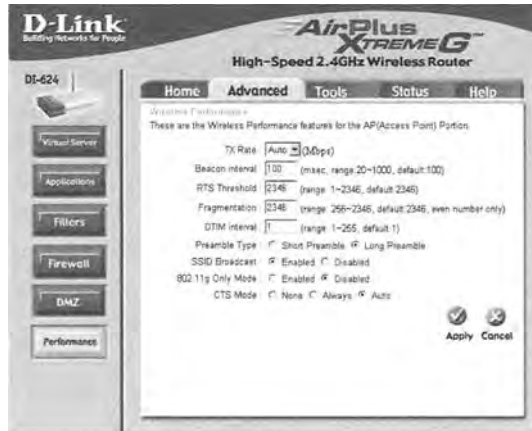 D-Link
Building Networks for People
AirPlus
XTREME G™
High-Speed 2.4GHz Wireless Router
DI-624
Home Advanced Tools Status Help
Wireless Performance
These are the Wireless Performance features for the AP(Access Point) Portion.
TX Rate : Auto (Mbps)
Beacon interval : 100 (msec, range:20~1000, default:100)
RTS Threshold : 2346 (range: 1~2346, default:2346)
Fragmentation : 2346 (range: 256~2346, default:2346, even number only)
DTIM interval : 1 (range: 1~255, default:1)
Preamble Type : Short Preamble Long Preamble
SSID Broadcast : Enabled Disabled
802.11g Only Mode : Enabled Disabled
CTS Mode : None Always Auto
Virtual Server
Applications
Filters
Firewall
DMZ
Performance
Apply Cancel